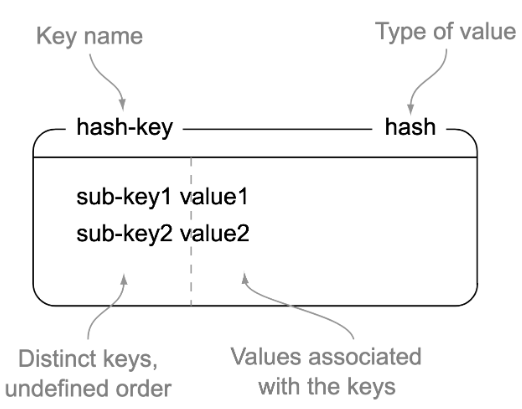 Key name
Type of value
hash-key
hash
sub-key1 value1
sub-key2 value2
Distinct keys,
undefined order
Values associated
with the keys